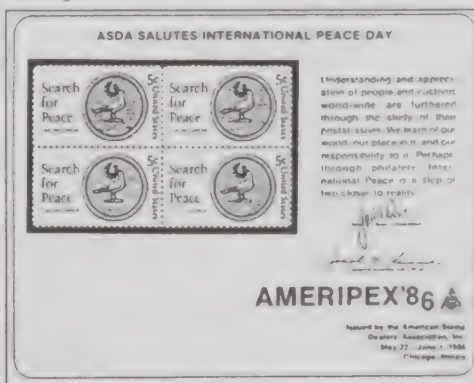 ASDA SALUTES INTERNATIONAL PEACE DAY
Search for Peace
5c United States
Search for Peace
5c United States
Search for Peace
5c United States
Search for Peace
5c United States
Understanding and appreci-
ation of people and customs
world-wide are furthered
through the study of their
postal issues. We learn of our
world, our place in it, and our
responsibility to it. Perhaps
through philately, Inter-
national Peace is a step or
two closer to reality.
AMERIPEX'86
Issued by the American Stamp
Dealers Association, Inc.
May 22 - June 1, 1986
Chicago, Illinois